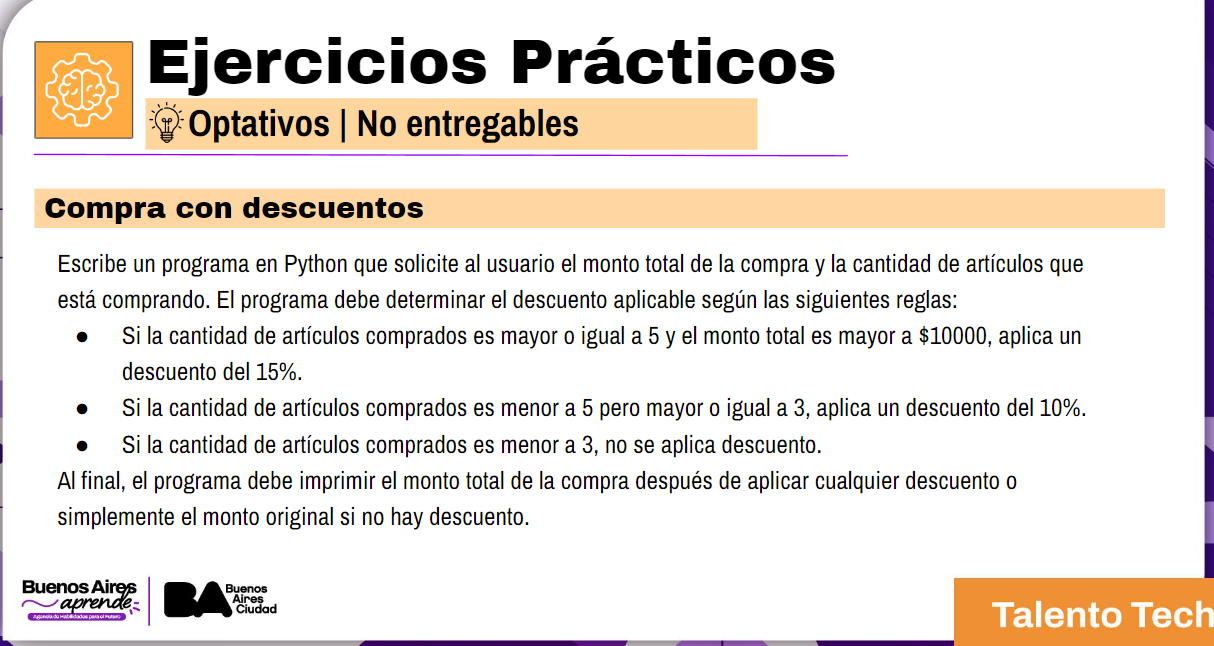 Ejercicios Prácticos
Optativos | No entregables
Compra con descuentos
Escribe un programa en Python que solicite al usuario el monto total de la compra y la cantidad de artículos que
está comprando. El programa debe determinar el descuento aplicable según las siguientes reglas:
● Si la cantidad de artículos comprados es mayor o igual a 5 y el monto total es mayor a $10000, aplica un
descuento del 15%.
● Si la cantidad de artículos comprados es menor a 5 pero mayor o igual a 3, aplica un descuento del 10%.
● Si la cantidad de artículos comprados es menor a 3, no se aplica descuento.
Al final, el programa debe imprimir el monto total de la compra después de aplicar cualquier descuento o
simplemente el monto original si no hay descuento.
Buenos Aires
aprende
Agencia de Habilidades para el Futuro
BA
Buenos
Aires
Ciudad
Talento Tech